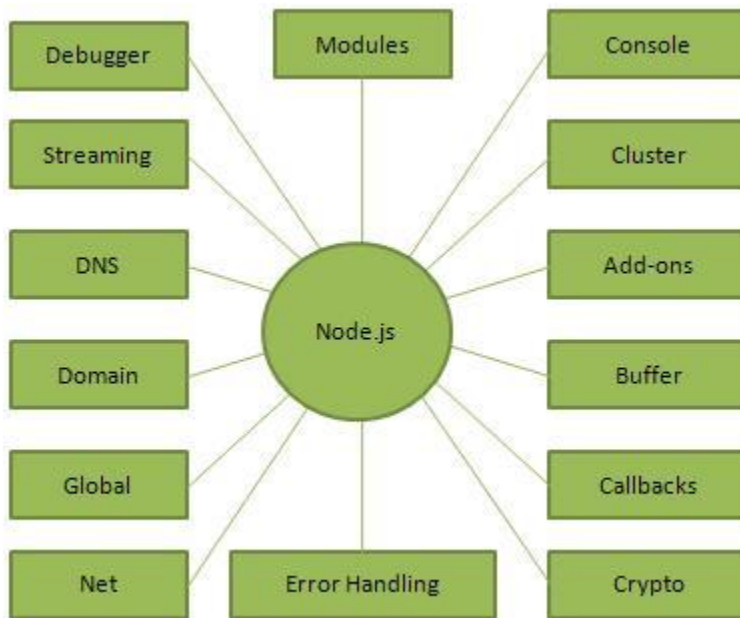 Debugger
Modules
Console
Streaming
Cluster
DNS
Add-ons
Node.js
Domain
Buffer
Global
Callbacks
Net
Error Handling
Crypto